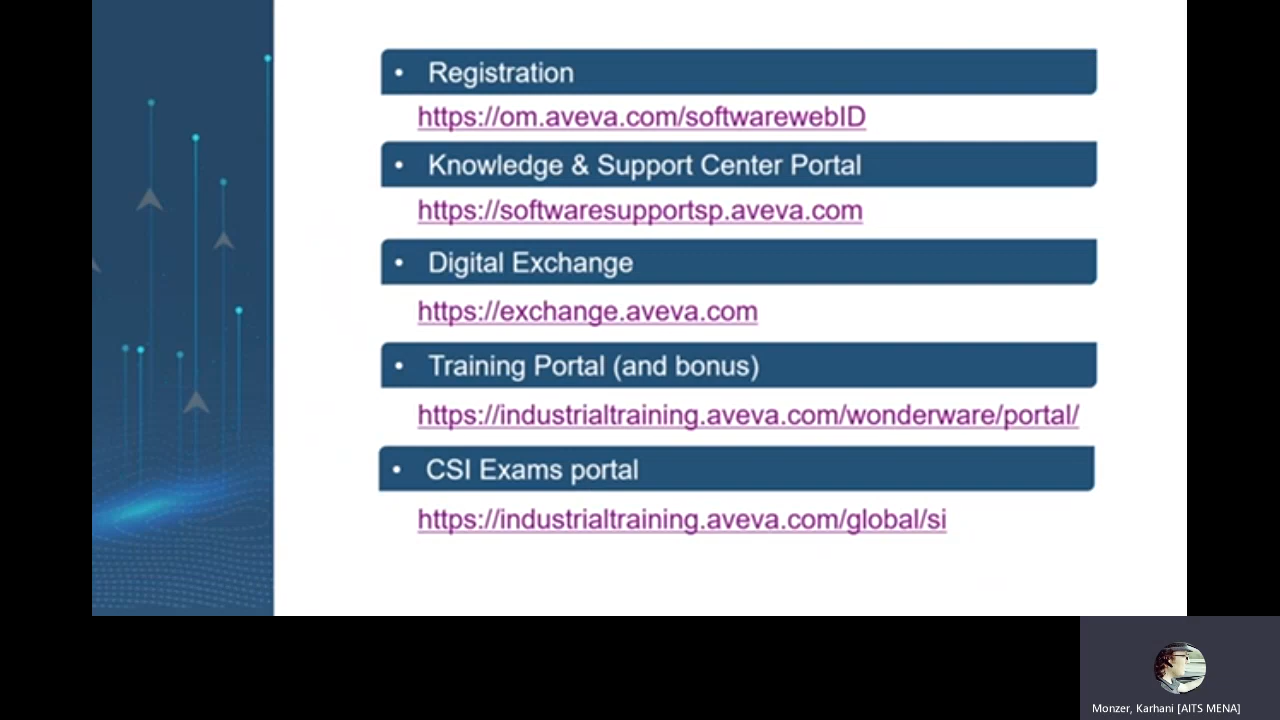 • Registration
https://om.aveva.com/softwarewebID
• Knowledge & Support Center Portal
https://softwaresupportsp.aveva.com
• Digital Exchange
https://exchange.aveva.com
• Training Portal (and bonus)
https://industrialtraining.aveva.com/wonderware/portal/
• CSI Exams portal
https://industrialtraining.aveva.com/global/si
Monzer, Karhani [AITS MENA]